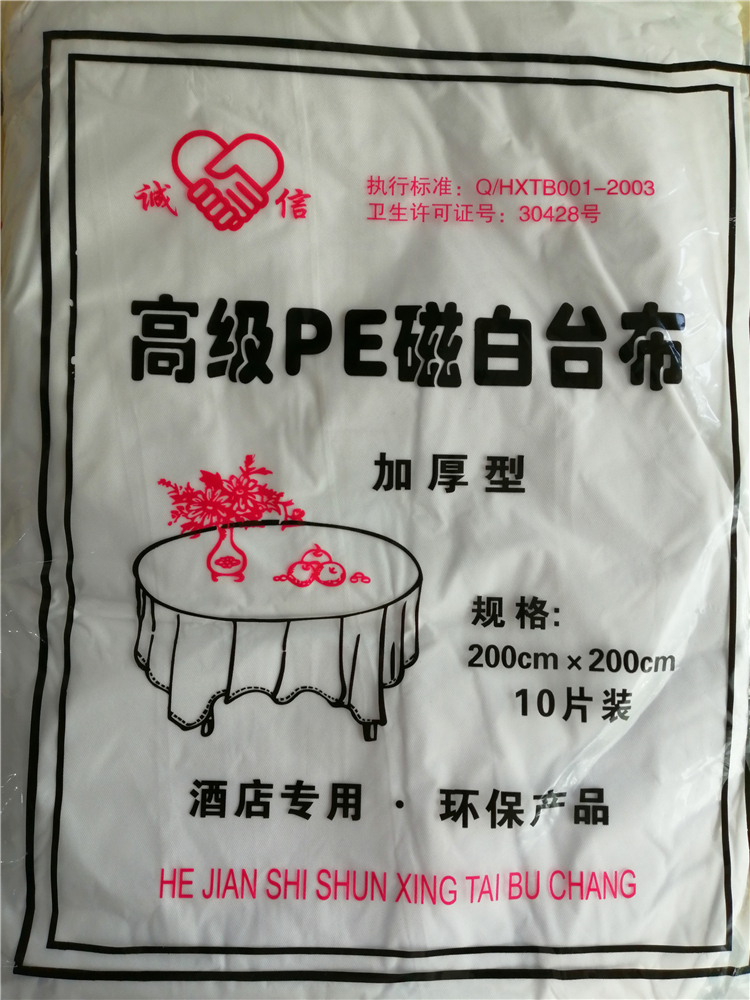 诚 信
执行标准：Q/HXTB001-2003
卫生许可证号：30428号
高级PE磁白台布
加厚型
规格:
200cm×200cm
10片装
酒店专用·环保产品
HE JIAN SHI SHUN XING TAI BU CHANG